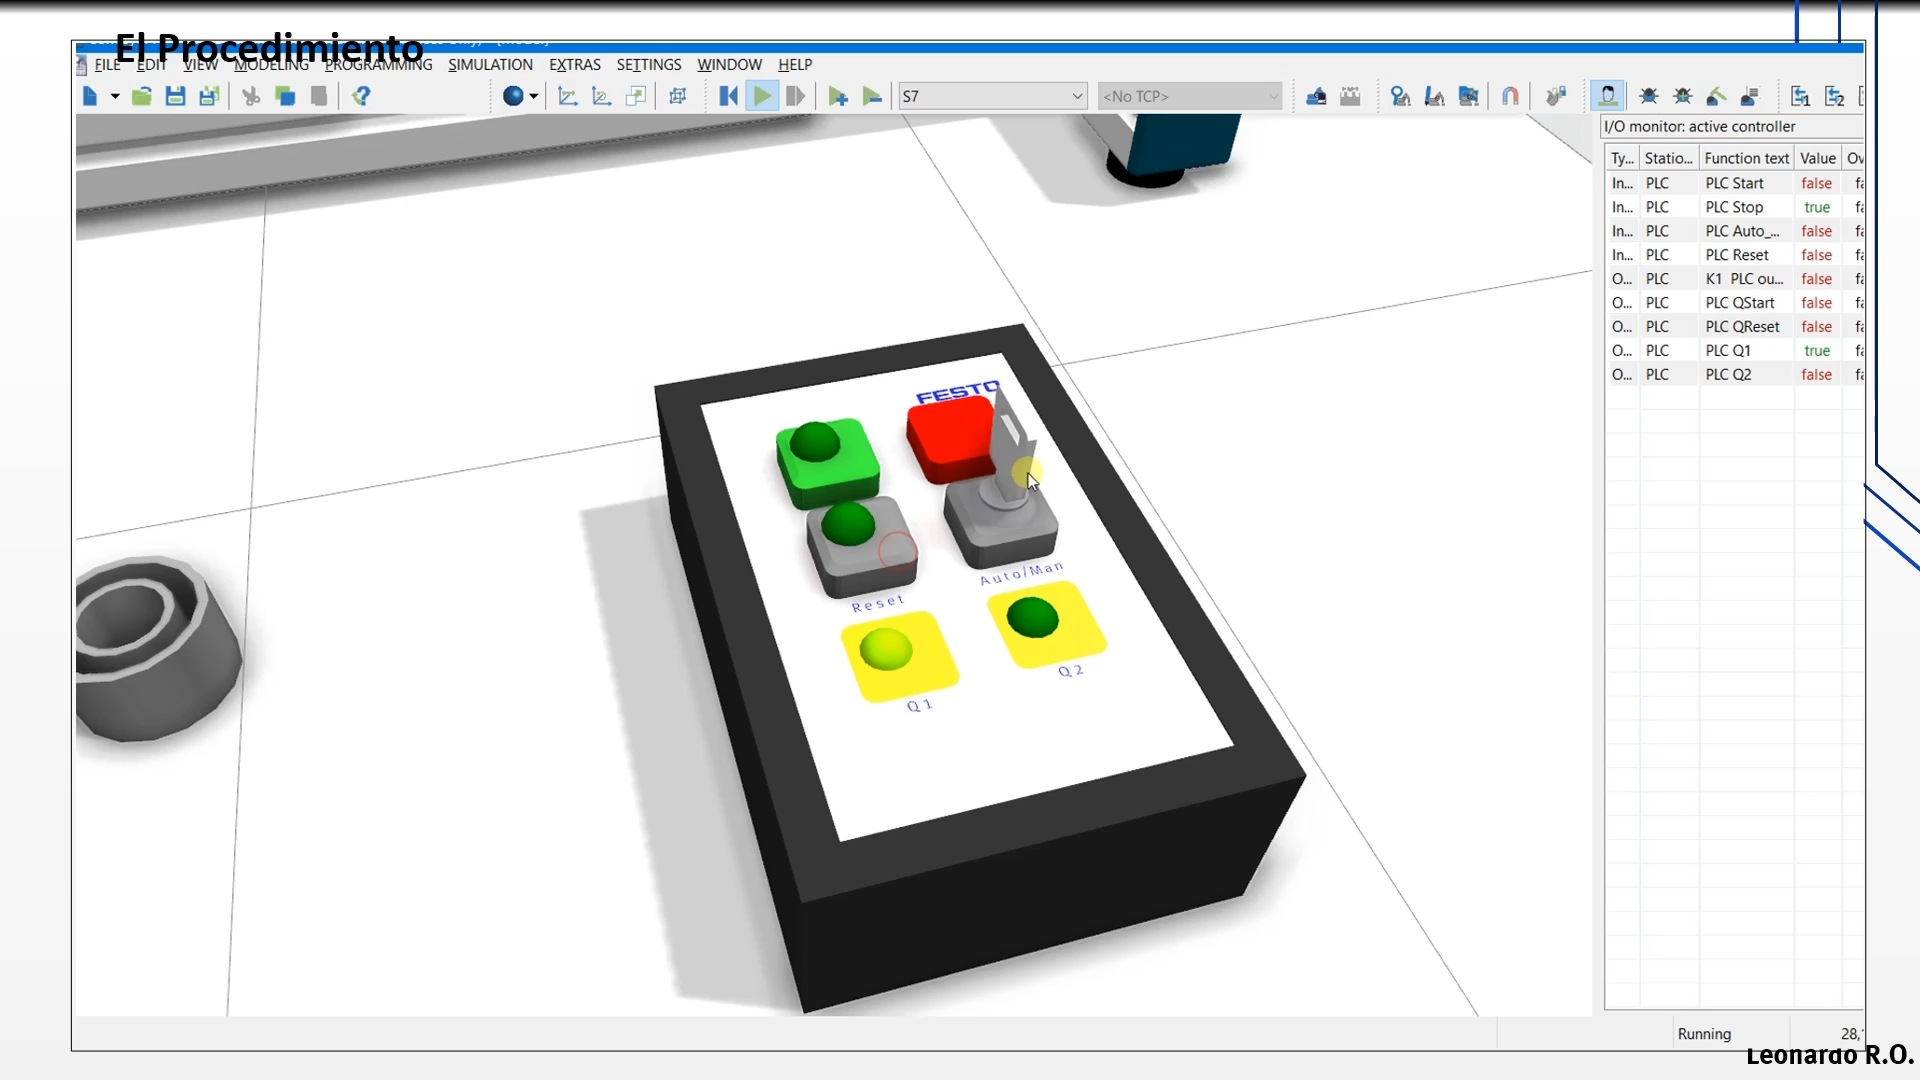 El Procedimiento
FILE EDIT VIEW MODELING PROGRAMMING SIMULATION EXTRAS SETTINGS WINDOW HELP
S7 <No TCP>
I/O monitor: active controller
Ty... Statio... Function text Value Ov
In... PLC PLC Start false
In... PLC PLC Stop true
In... PLC PLC Auto_... false
In... PLC PLC Reset false
O... PLC K1 PLC ou... false
O... PLC PLC QStart false
O... PLC PLC QReset false
O... PLC PLC Q1 true
O... PLC PLC Q2 false
FESTO
Auto/Man
Reset
Q2
Q1
Running 28,
Leonardo R.O.